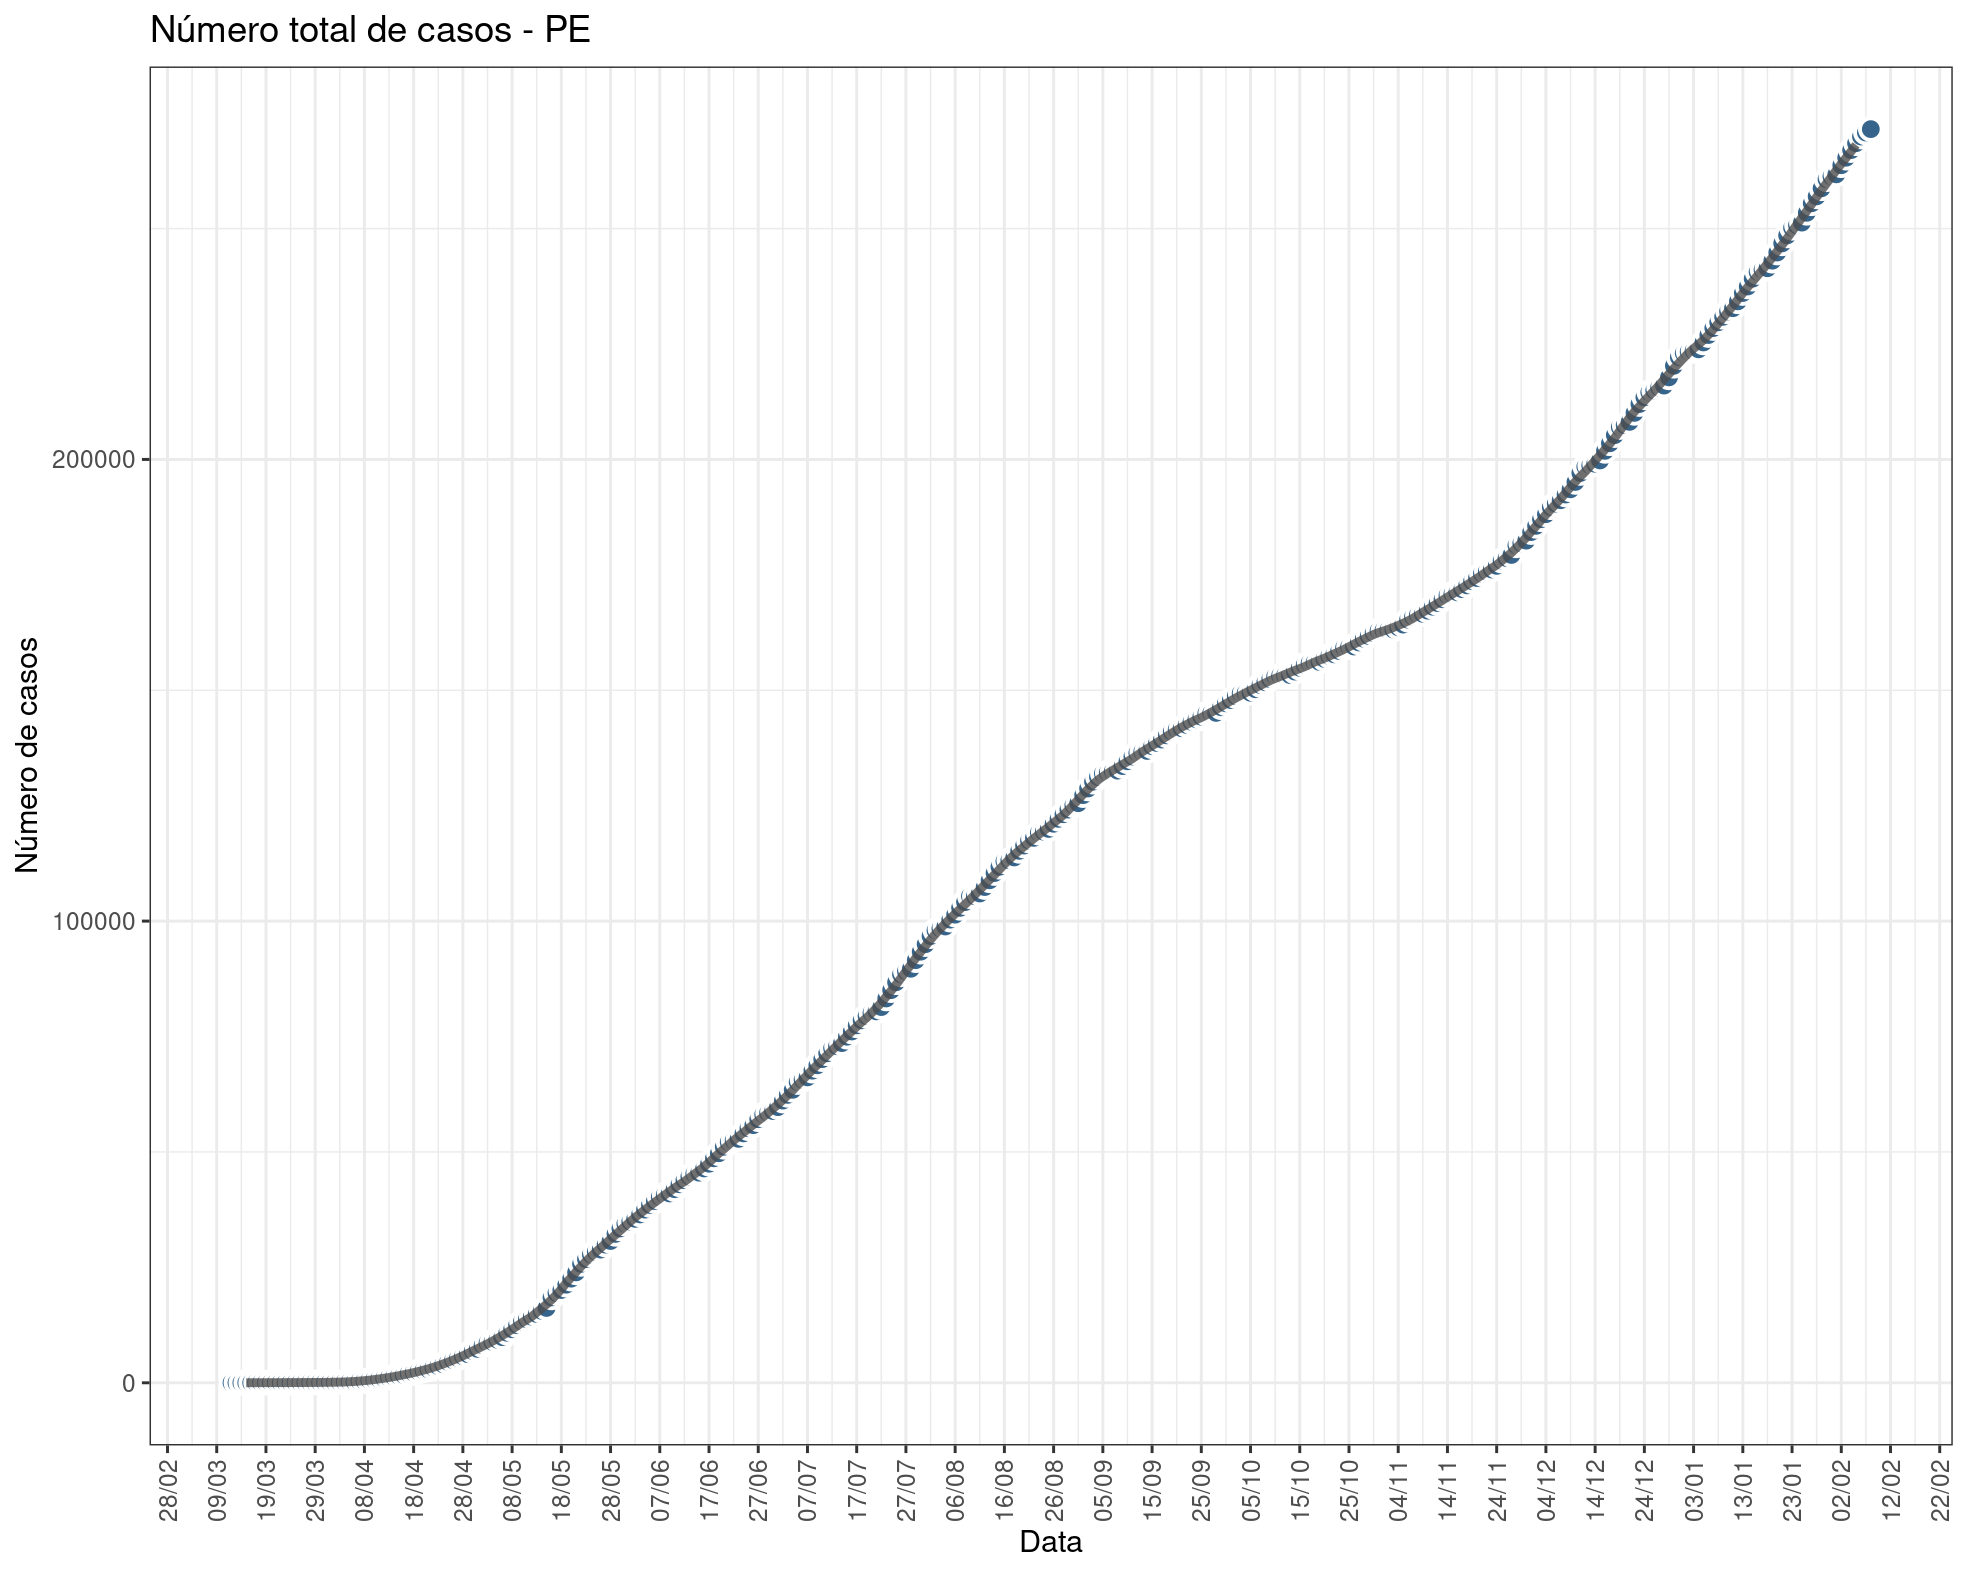 Número total de casos - PE
Número de casos
200000
100000
0
28/02 09/03 19/03 29/03 08/04 18/04 28/04 08/05 18/05 28/05 07/06 17/06 27/06 07/07 17/07 27/07 06/08 16/08 26/08 05/09 15/09 25/09 05/10 15/10 25/10 04/11 14/11 24/11 04/12 14/12 24/12 03/01 13/01 23/01 02/02 12/02 22/02
Data